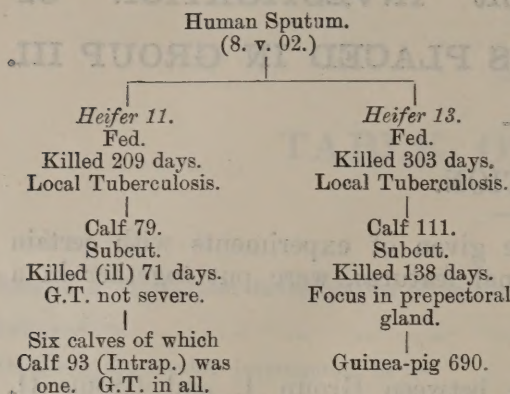 Human Sputum.
(8. v. 02.)
Heifer 11.
Fed.
Killed 209 days.
Local Tuberculosis.
Calf 79.
Subcut.
Killed (ill) 71 days.
G.T. not severe.
Six calves of which
Calf 93 (Intrap.) was
one. G.T. in all.
Heifer 13.
Fed.
Killed 303 days.
Local Tuberculosis.
Calf 111.
Subcut.
Killed 138 days.
Focus in prepectoral
gland.
Guinea-pig 690.